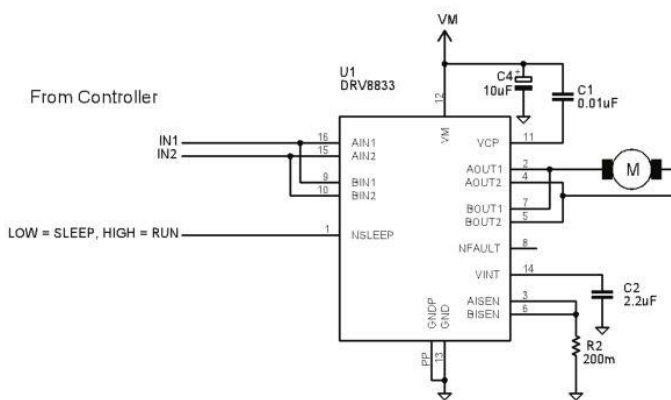 VM
U1
DRV8833
C4
+
10uF
C1
0.01uF
From Controller
12
VM
IN1
16
AIN1
VCP
11
IN2
15
AIN2
AOUT1
2
M
9
BIN1
AOUT2
4
10
BIN2
BOUT1
7
BOUT2
5
LOW = SLEEP, HIGH = RUN
1
NSLEEP
NFAULT
8
VINT
14
C2
2.2uF
AISEN
3
BISEN
6
GNDP
GND
R2
200m
PP
13